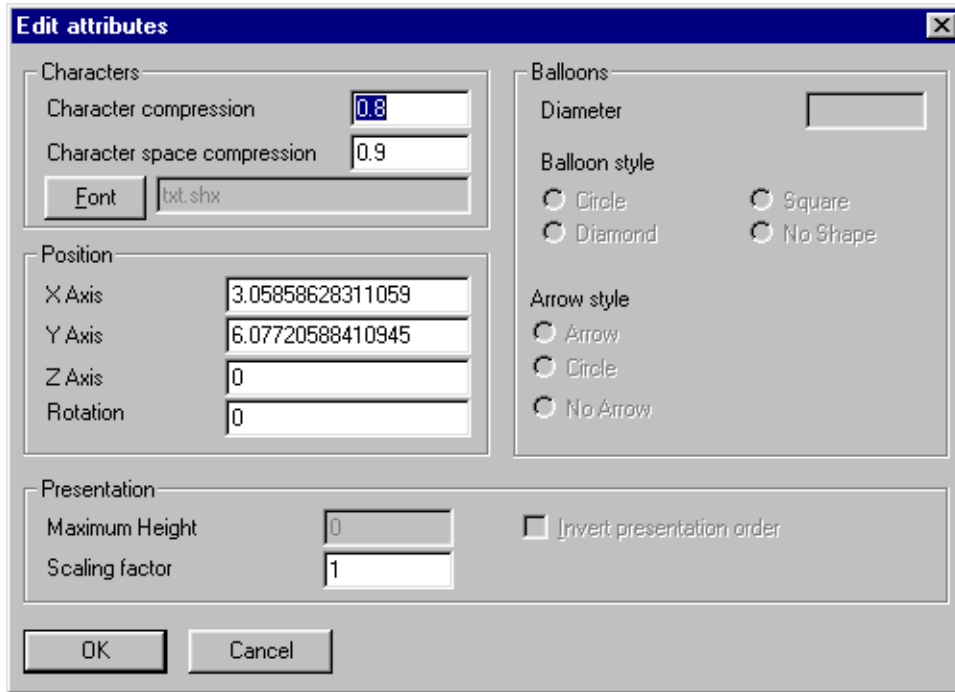 Edit attributes
Characters
Character compression 0.8
Character space compression 0.9
Font txt.shx
Position
X Axis 3.05858628311059
Y Axis 6.07720588410945
Z Axis 0
Rotation 0
Balloons
Diameter
Balloon style
Circle Square
Diamond No Shape
Arrow style
Arrow
Circle
No Arrow
Presentation
Maximum Height 0 Invert presentation order
Scaling factor 1
OK Cancel